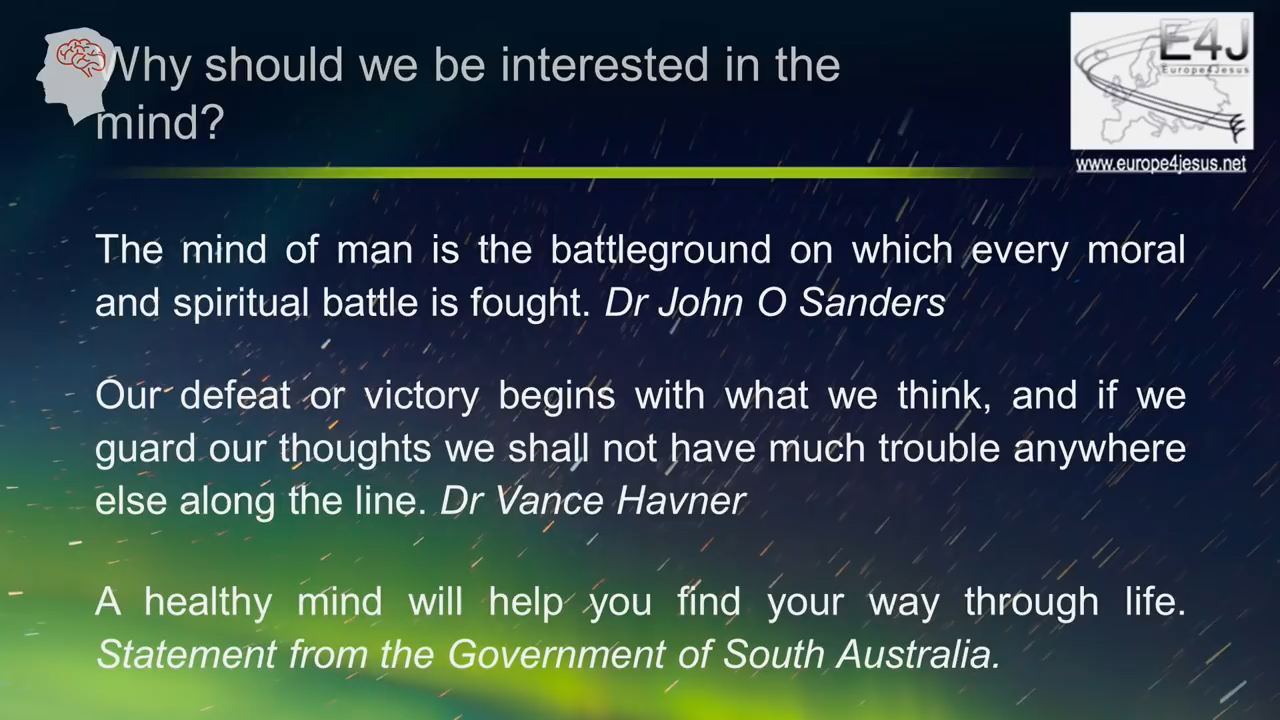 Why should we be interested in the
mind?
E4J
Europe4Jesus
www.europe4jesus.net
The mind of man is the battleground on which every moral
and spiritual battle is fought. Dr John O Sanders
Our defeat or victory begins with what we think, and if we
guard our thoughts we shall not have much trouble anywhere
else along the line. Dr Vance Havner
A healthy mind will help you find your way through life.
Statement from the Government of South Australia.